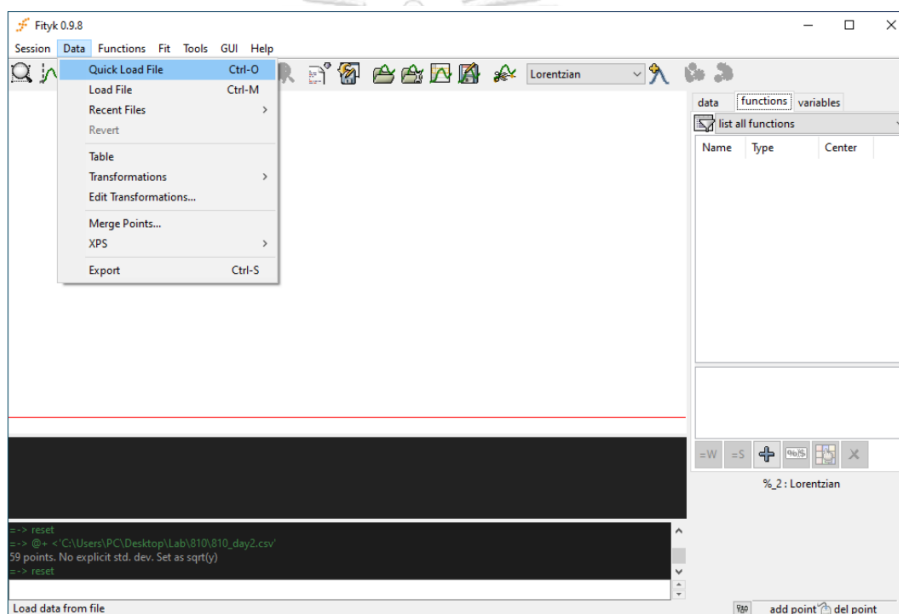 Fityk 0.9.8
Session Data Functions Fit Tools GUI Help
Quick Load File Ctrl-O
Load File Ctrl-M
Recent Files
Revert
Table
Transformations
Edit Transformations...
Merge Points...
XPS
Export Ctrl-S
Lorentzian
data functions variables
list all functions
Name Type Center
=W =S
%_2 : Lorentzian
=-> reset
=-> @+ <'C:\Users\PC\Desktop\Lab\810\810_day2.csv'
59 points. No explicit std. dev. Set as sqrt(y)
=-> reset
Load data from file
add point del point